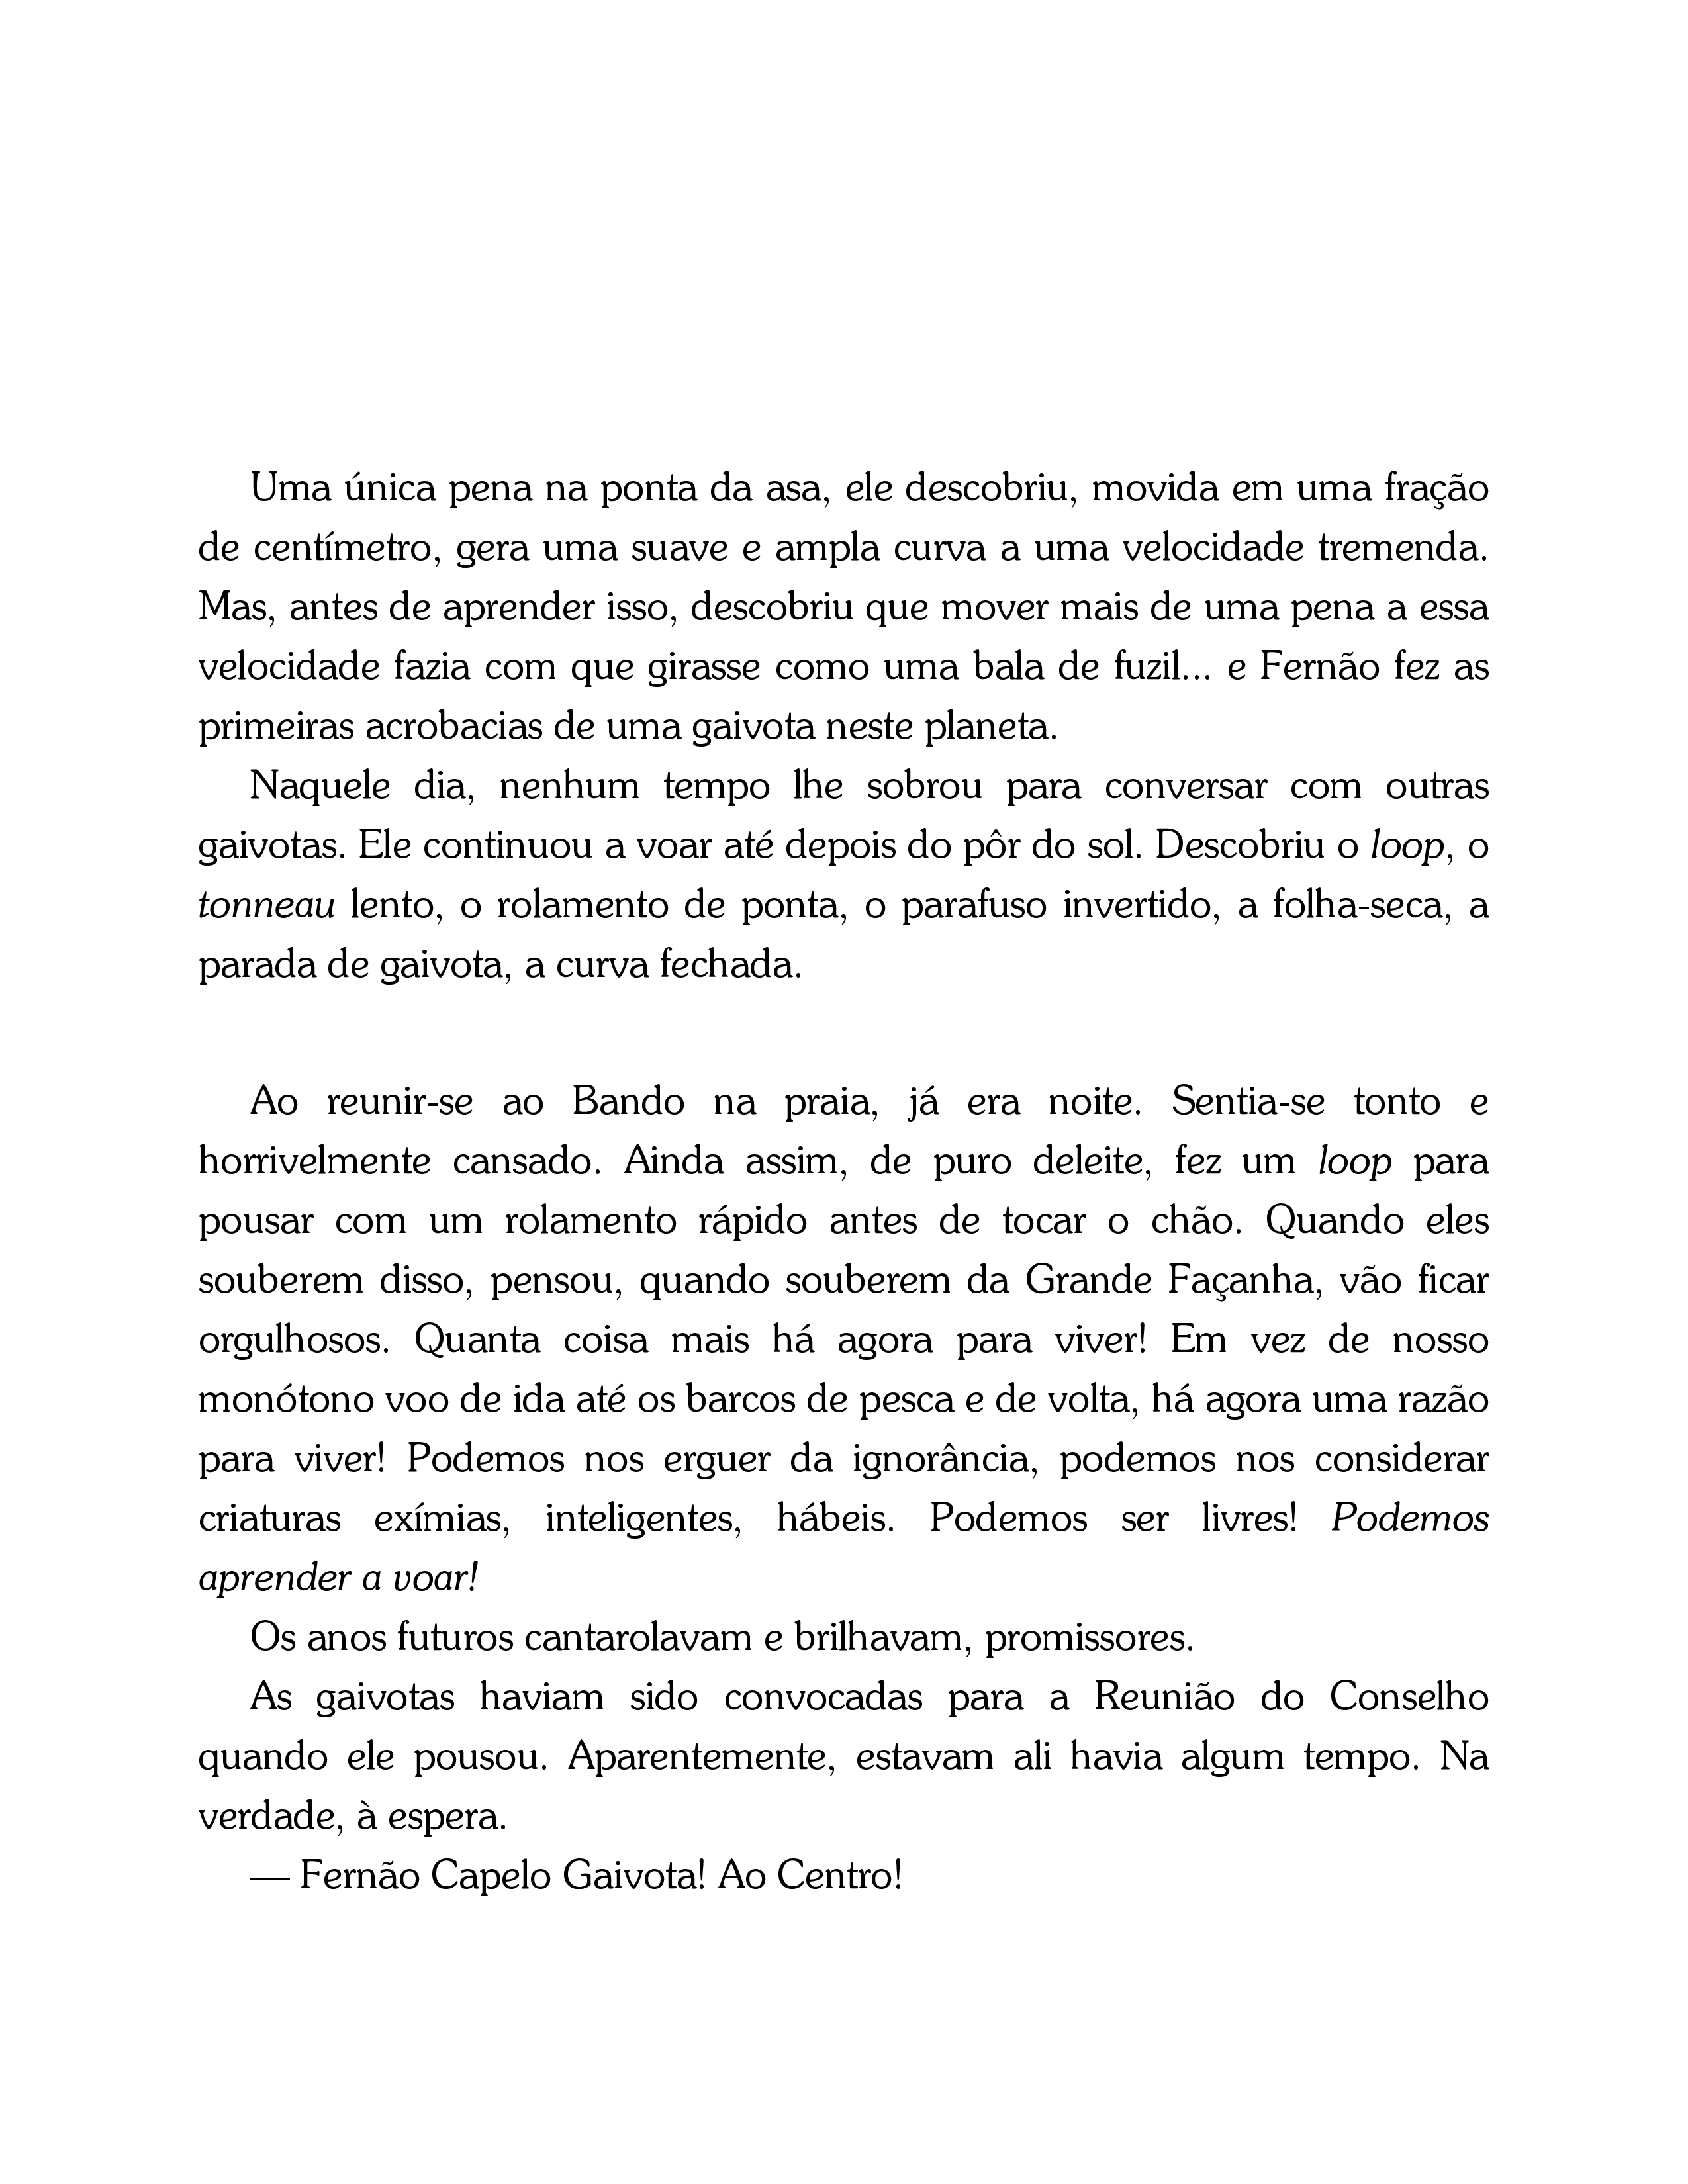 Uma única pena na ponta da asa, ele descobriu, movida em uma fração
de centímetro, gera uma suave e ampla curva a uma velocidade tremenda.
Mas, antes de aprender isso, descobriu que mover mais de uma pena a essa
velocidade fazia com que girasse como uma bala de fuzil... e Fernão fez as
primeiras acrobacias de uma gaivota neste planeta.
Naquele dia, nenhum tempo lhe sobrou para conversar com outras
gaivotas. Ele continuou a voar até depois do pôr do sol. Descobriu o loop, o
tonneau lento, o rolamento de ponta, o parafuso invertido, a folha-seca, a
parada de gaivota, a curva fechada.
Ao reunir-se ao Bando na praia, já era noite. Sentia-se tonto e
horrivelmente cansado. Ainda assim, de puro deleite, fez um loop para
pousar com um rolamento rápido antes de tocar o chão. Quando eles
souberem disso, pensou, quando souberem da Grande Façanha, vão ficar
orgulhosos. Quanta coisa mais há agora para viver! Em vez de nosso
monótono voo de ida até os barcos de pesca e de volta, há agora uma razão
para viver! Podemos nos erguer da ignorância, podemos nos considerar
criaturas exímias, inteligentes, hábeis. Podemos ser livres! Podemos
aprender a voar!
Os anos futuros cantarolavam e brilhavam, promissores.
As gaivotas haviam sido convocadas para a Reunião do Conselho
quando ele pousou. Aparentemente, estavam ali havia algum tempo. Na
verdade, à espera.
— Fernão Capelo Gaivota! Ao Centro!